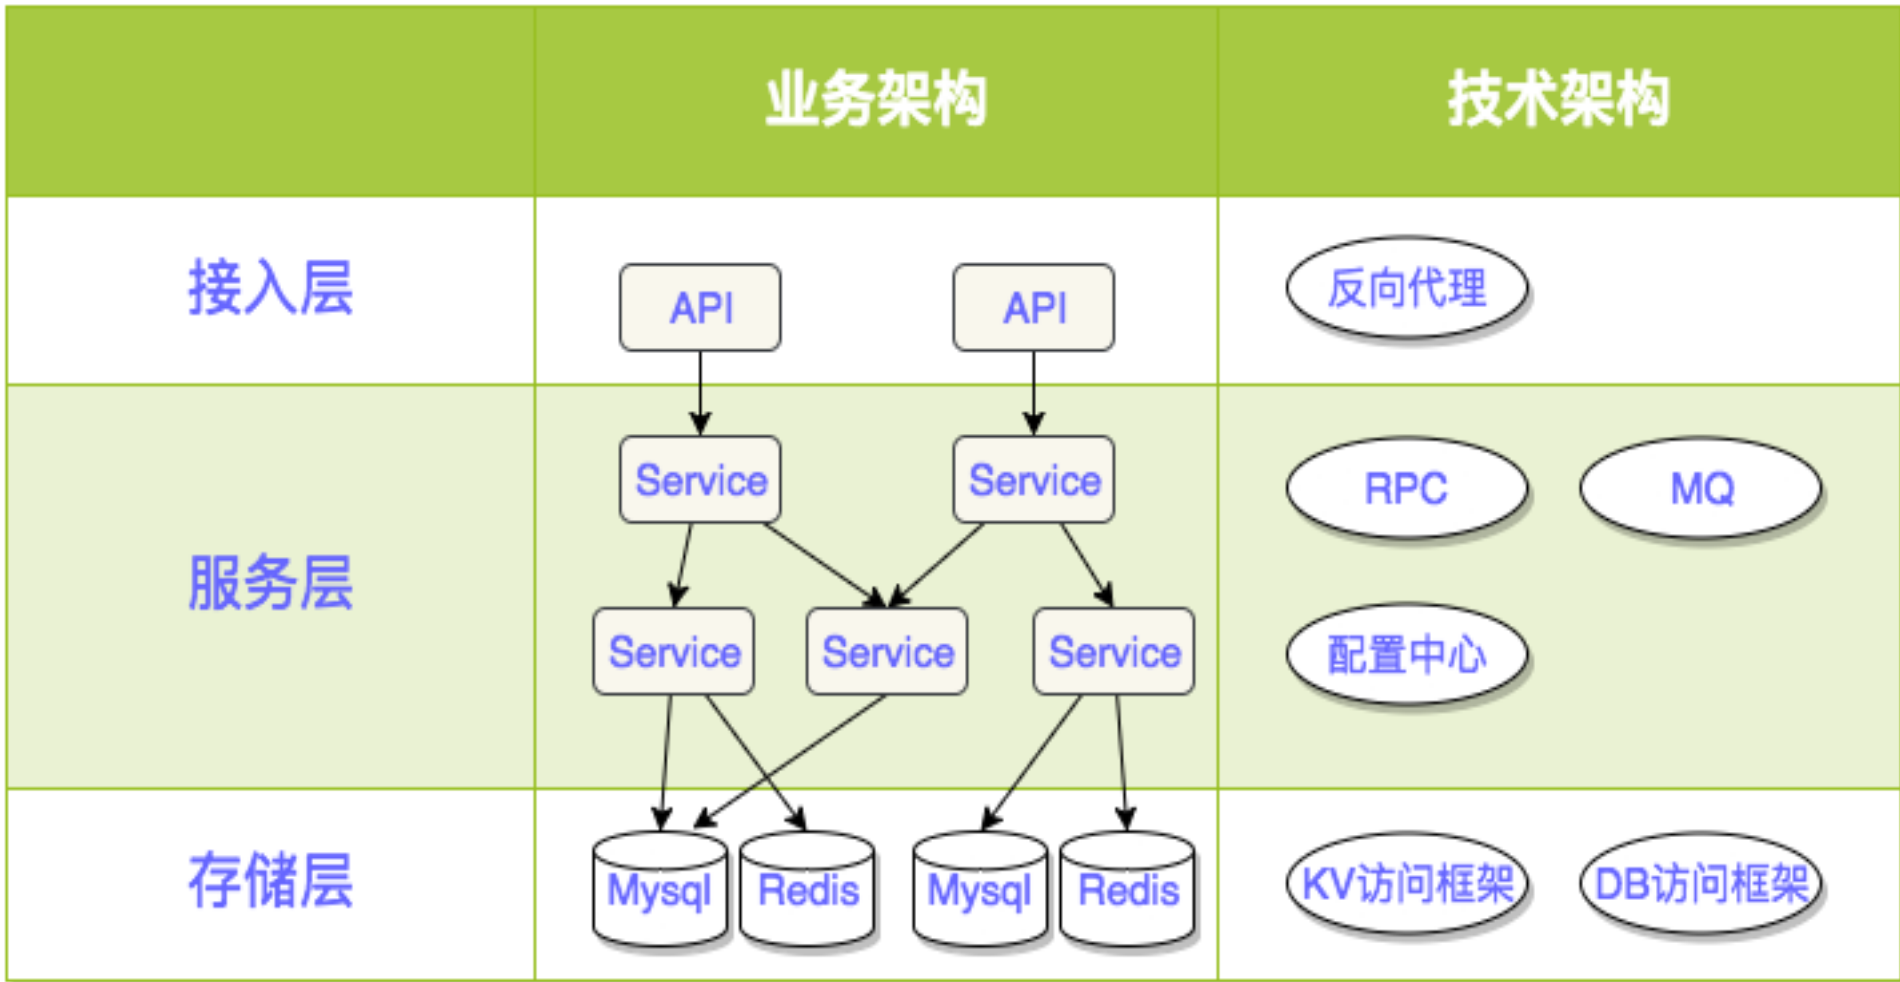 业务架构
技术架构
接入层
API
API
反向代理
服务层
Service
Service
RPC
MQ
Service
Service
Service
配置中心
存储层
Mysql
Redis
Mysql
Redis
KV访问框架
DB访问框架